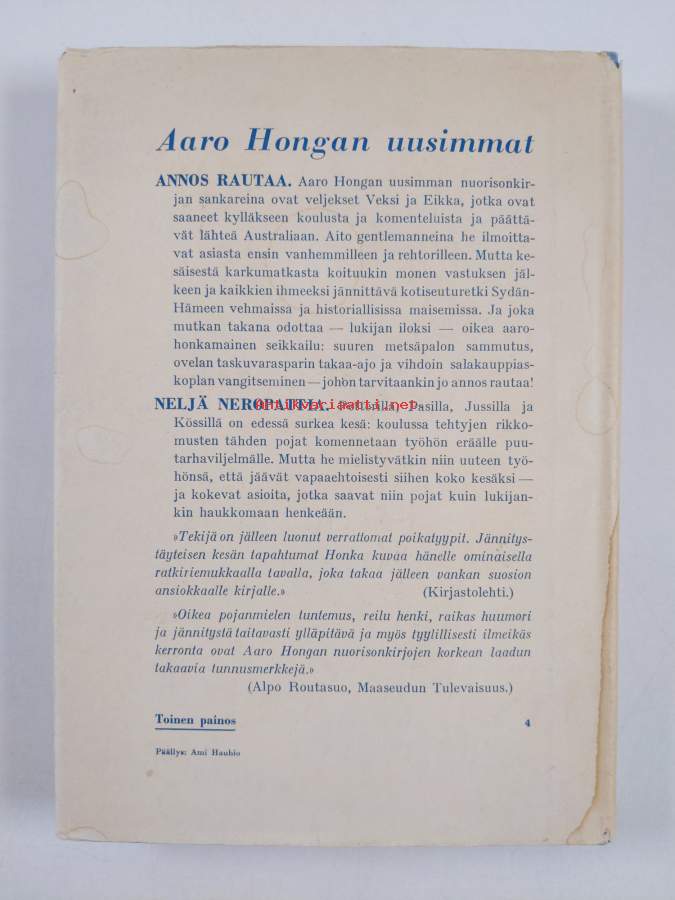 Aaro Hongan uusimmat
ANNOS RAUTAA. Aaro Hongan uusimman nuorisonkir-
jan sankareina ovat veljekset Veksi ja Eikka, jotka ovat
saaneet kylläkseen koulusta ja komenteluista ja päättä-
vät lähteä Australiaan. Aito gentlemanneina he ilmoitta-
vat asiasta ensin vanhemmilleen ja rehtorilleen. Mutta ke-
säisestä karkumatkasta koituukin monen vastuksen jäl-
keen ja kaikkien ihmeeksi jännittävä kotiseuturetki Sydän-
Hämeen vehmaissa ja historiallisissa maisemissa. Ja joka
mutkan takana odottaa — lukijan iloksi — oikea aaro-
honkamainen seikkailu: suuren metsäpalon sammutus,
ovelan taskuvarasparin takaa-ajo ja vihdoin salakauppias-
koplan vangitseminen — johon tarvitaankin jo annos rautaa!
NELJÄ NEROPATTIA. Pasilla, Jussilla ja
antikvariaatti.net
Kössillä on edessä surkea kesä: koulussa tehtyjen rikko-
musten tähden pojat komennetaan työhön eräälle puu-
tarhaviljelmälle. Mutta he mielistyvätkin niin uuteen työ-
hönsä, että jäävät vapaaehtoisesti siihen koko kesäksi —
ja kokevat asioita, jotka saavat niin pojat kuin lukijan-
kin haukkomaan henkeään.
»Tekijä on jälleen luonut verrattomat poikatyypit. Jännitys-
täyteisen kesän tapahtumat Honka kuvaa hänelle ominaisella
ratkiriemukkaalla tavalla, joka takaa jälleen vankan suosion
ansiokkaalle kirjalle.» (Kirjastolehti.)
»Oikea pojanmielen tuntemus, reilu henki, raikas huumori
ja jännitystä taitavasti ylläpitävä ja myös tyylillisesti ilmeikäs
kerronta ovat Aaro Hongan nuorisonkirjojen korkean laadun
takaavia tunnusmerkkejä.»
(Alpo Routasuo, Maaseudun Tulevaisuus.)
Toinen painos 4
Päällys: Ami Hauhio